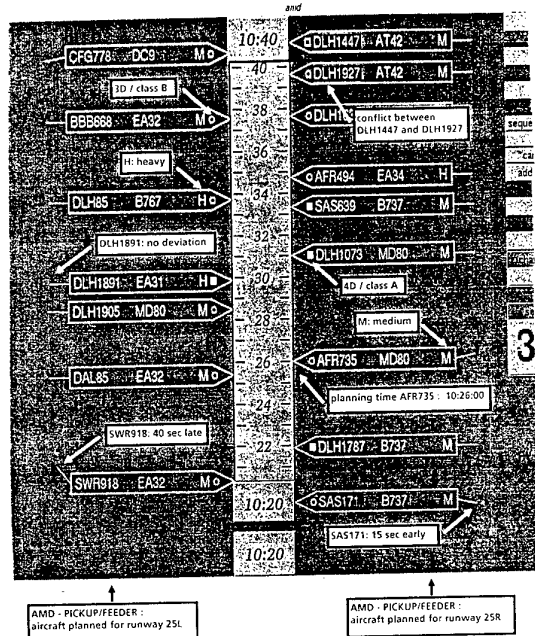 amd
10:40
CFG778 DC9 M
DLH1447 AT42 M
40
DLH1927 AT42 M
3D / class B
38
BBB668 EA32 M
conflict between
DLH1447 and DLH1927
seque
36
H: heavy
AFR494 EA34 H
add
34
DLH85 B767 H
SAS639 B737 M
32
DLH1891: no deviation
DLH1073 MD80 M
30
DLH1891 EA31 H
4D / class A
DLH1905 MD80 M
28
M: medium
3
26
AFR735 MD80 M
DAL85 EA32 M
planning time AFR735 : 10:26:00
24
SWR918: 40 sec late
22
DLH1787 B737 M
SWR918 EA32 M
10:20
SAS171 B737 M
SAS171: 15 sec early
10:20
AMD - PICKUP/FEEDER :
aircraft planned for runway 25L
AMD - PICKUP/FEEDER :
aircraft planned for runway 25R